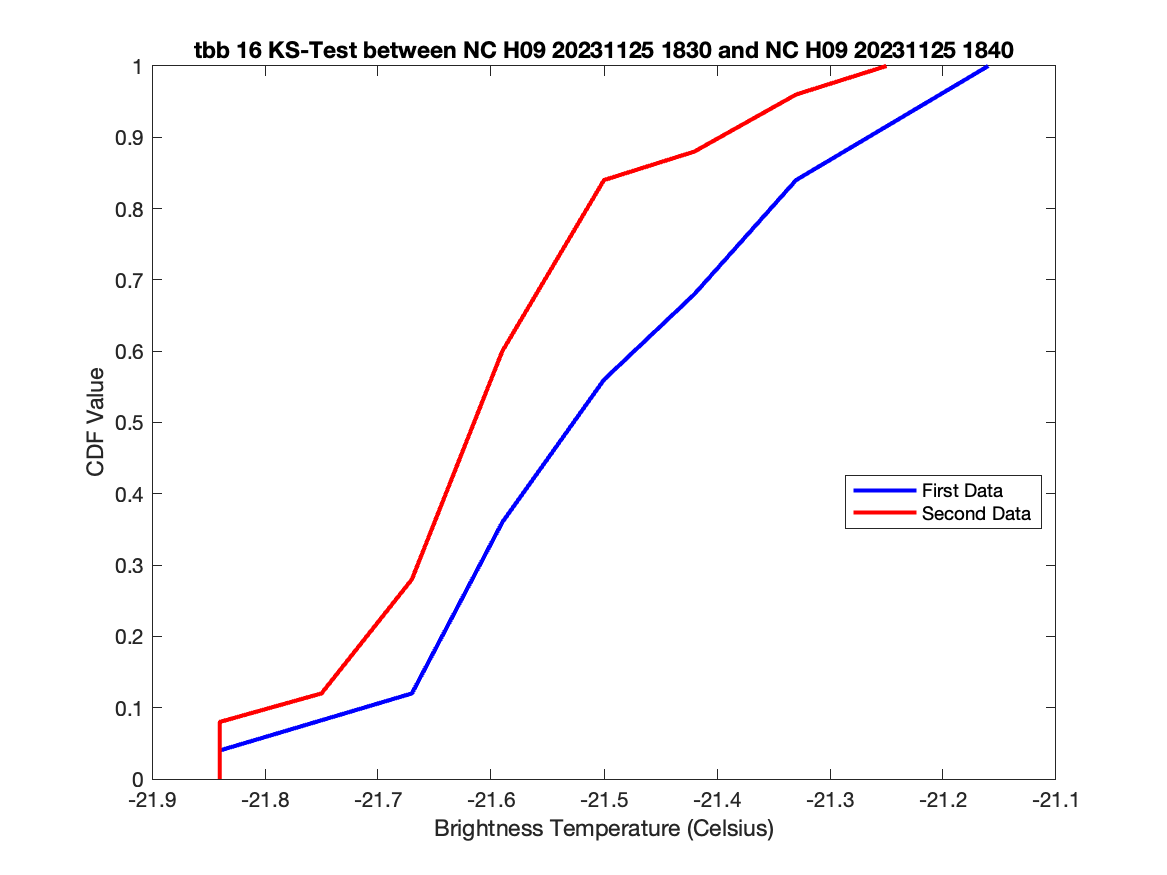 tbb 16 KS-Test between NC H09 20231125 1830 and NC H09 20231125 1840
1
0.9
0.8
0.7
0.6
0.5
0.4
0.3
0.2
0.1
0
CDF Value
First Data
Second Data
-21.9 -21.8 -21.7 -21.6 -21.5 -21.4 -21.3 -21.2 -21.1
Brightness Temperature (Celsius)